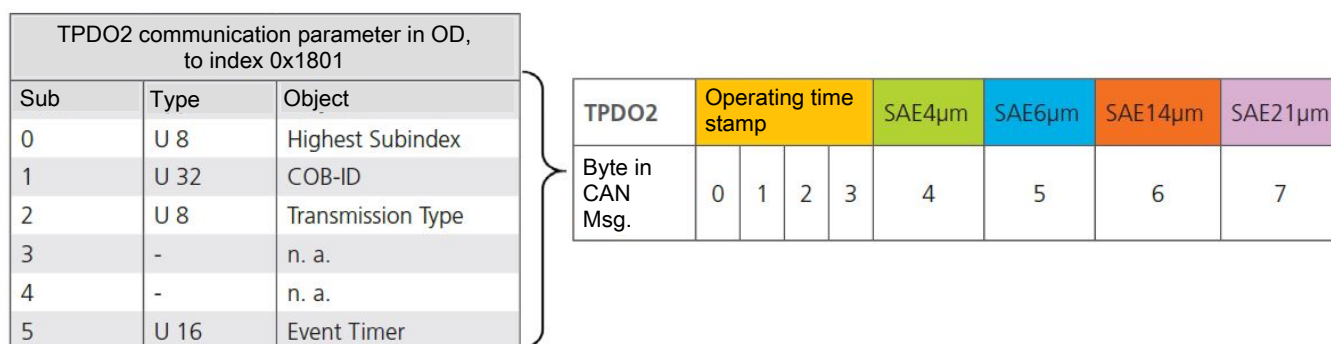 TPDO2 communication parameter in OD,
to index 0x1801
Sub Type Object
0 U 8 Highest Subindex
1 U 32 COB-ID
2 U 8 Transmission Type
3 - n. a.
4 - n. a.
5 U 16 Event Timer
TPDO2 Operating time
stamp SAE4µm SAE6µm SAE14µm SAE21µm
Byte in
CAN
Msg. 0 1 2 3 4 5 6 7